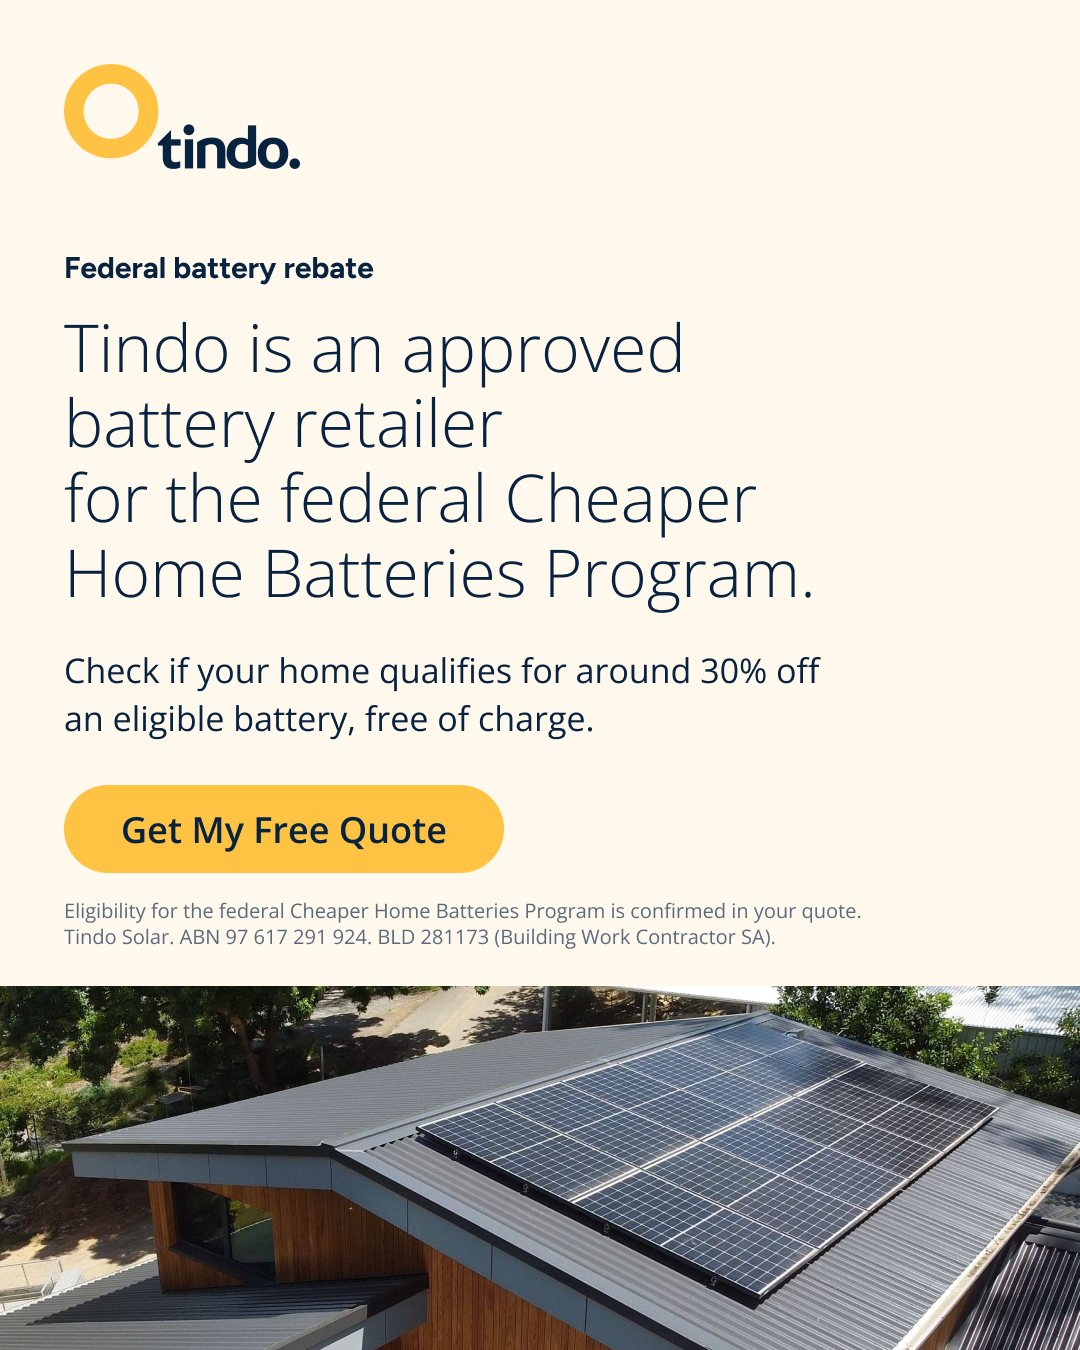 tindo.
Federal battery rebate
Tindo is an approved
battery retailer
for the federal Cheaper
Home Batteries Program.
Check if your home qualifies for around 30% off
an eligible battery, free of charge.
Get My Free Quote
Eligibility for the federal Cheaper Home Batteries Program is confirmed in your quote.
Tindo Solar. ABN 97 617 291 924. BLD 281173 (Building Work Contractor SA).